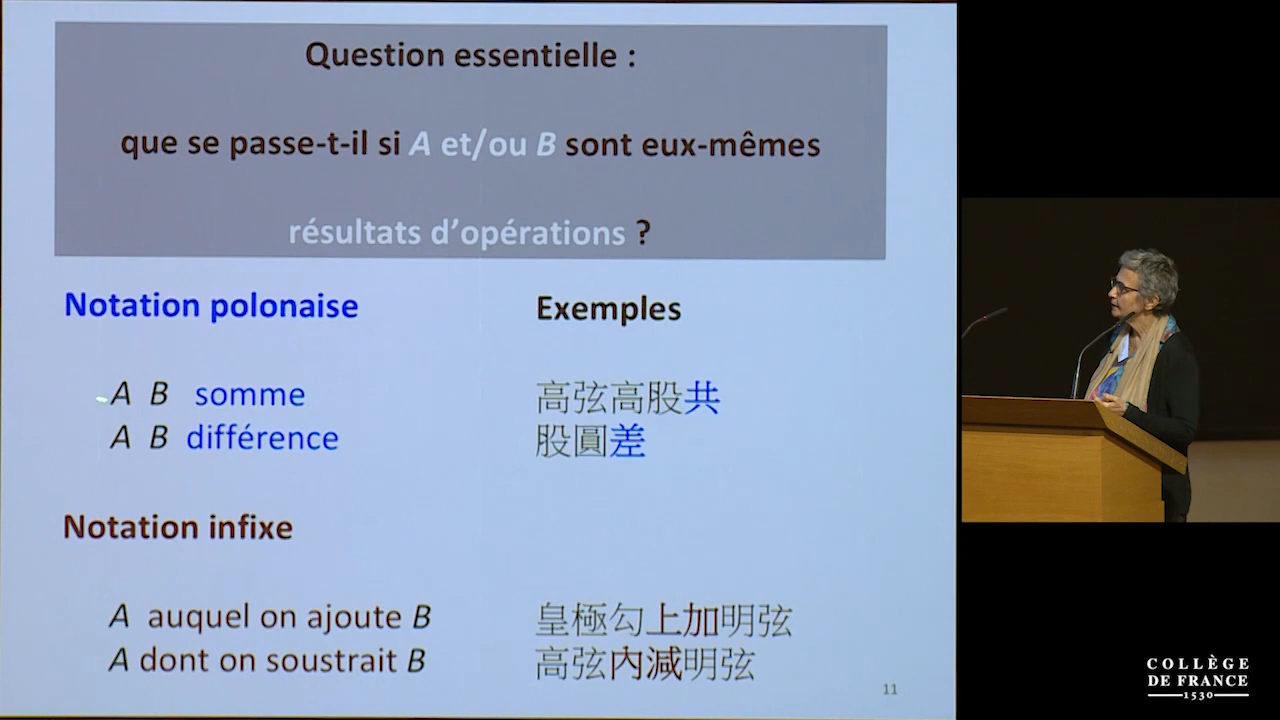 Question essentielle :
que se passe-t-il si A et/ou B sont eux-mêmes
résultats d'opérations ?
Notation polonaise
Exemples
A B somme
高弦高股共
A B différence
股圓差
Notation infixe
A auquel on ajoute B
皇極勾上加明弦
A dont on soustrait B
高弦內減明弦
11
COLLÈGE
DE FRANCE
1530